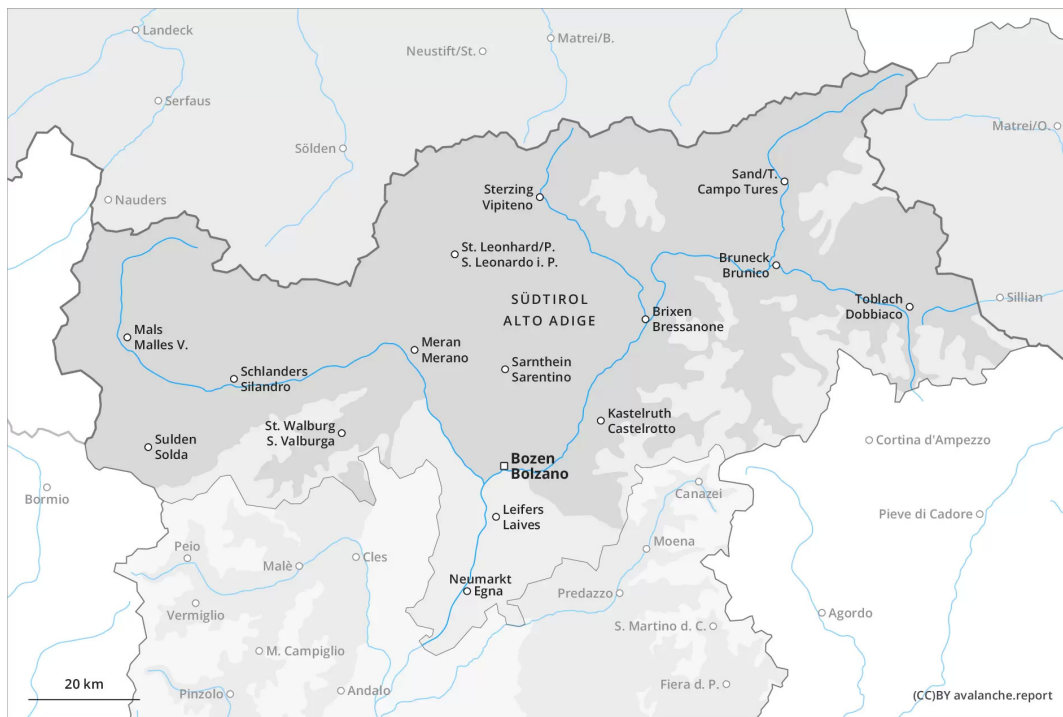 Landeck
Neustift/St.
Matrei/B.
Serfaus
Matrei/O.
Sölden
Sand/T.
Campo Tures
Sterzing
Vipiteno
Nauders
St. Leonhard/P.
S. Leonardo i. P.
Bruneck
Brunico
SÜDTIROL
ALTO ADIGE
Toblach
Dobbiaco
Sillian
Brixen
Bressanone
Mals
Malles V.
Meran
Merano
Sarnthein
Sarentino
Schlanders
Silandro
Kastelruth
Castelrotto
St. Walburg
S. Valburga
Sulden
Solda
Cortina d'Ampezzo
Bozen
Bolzano
Bormio
Canazei
Leifers
Laives
Pieve di Cadore
Moena
Peio
Malè
Cles
Neumarkt
Egna
Predazzo
Vermiglio
Agordo
S. Martino d. C.
M. Campiglio
20 km
Pinzolo
Andalo
Fiera d. P.
(CC)BY avalanche.report